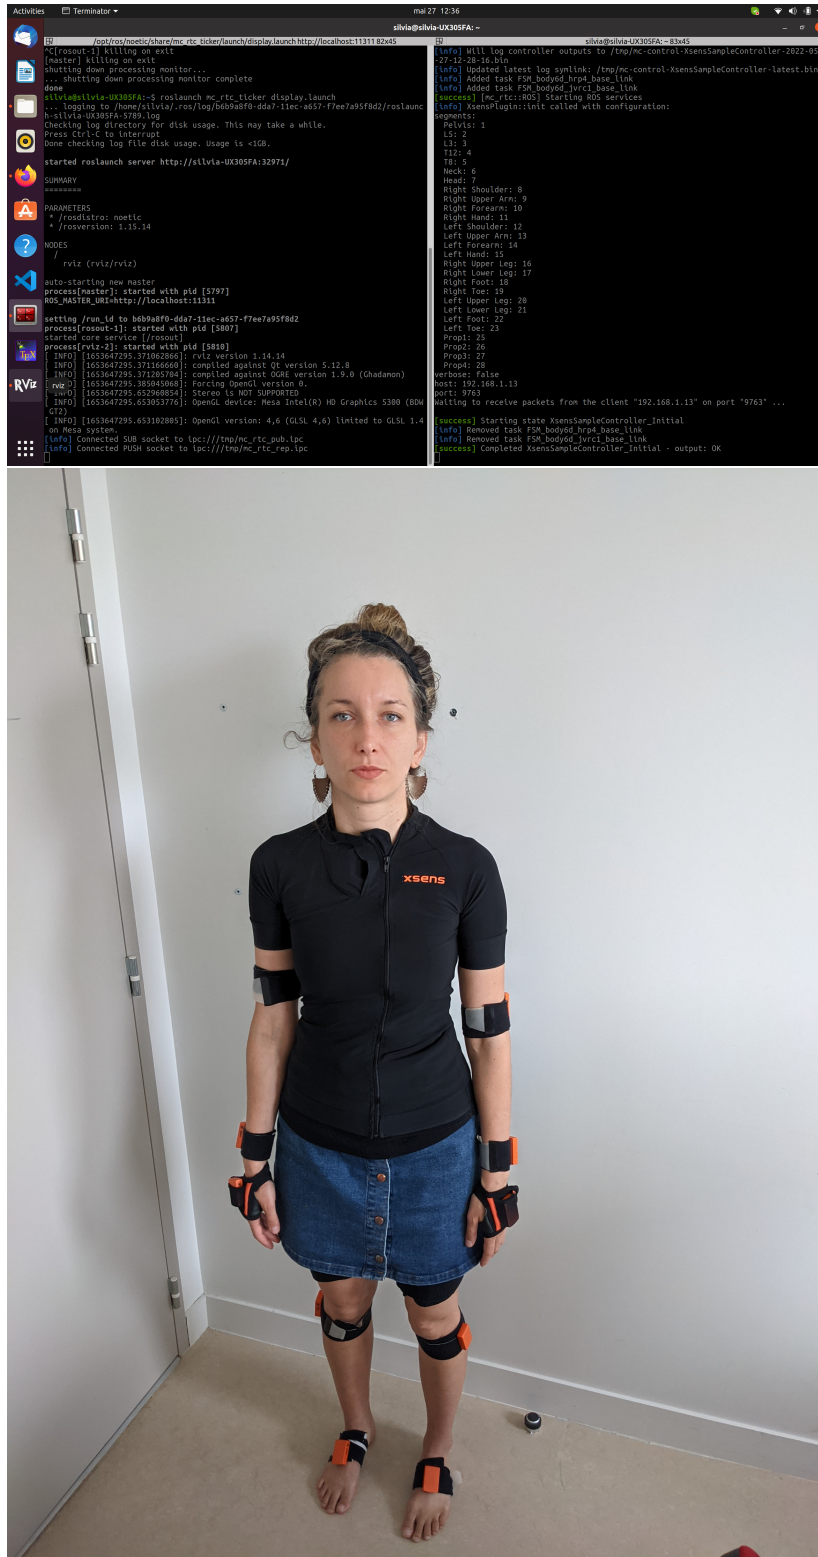 Activities
Terminator
mai 27 12:36
silvia@silvia-UX305FA: ~
/opt/ros/noetic/share/mc_rtc_ticker/launch/display.launch http://localhost:11311 82x45
^C[rosout-1] killing on exit
[master] killing on exit
shutting down processing monitor...
... shutting down processing monitor complete
done
silvia@silvia-UX305FA:~$ roslaunch mc_rtc_ticker display.launch
... logging to /home/silvia/.ros/log/b6b9a8f0-dda7-11ec-a657-f7ee7a95f8d2/roslaunc
h-silvia-UX305FA-5789.log
Checking log directory for disk usage. This may take a while.
Press Ctrl-C to interrupt
Done checking log file disk usage. Usage is <1GB.
started roslaunch server http://silvia-UX305FA:32971/
SUMMARY
========
PARAMETERS
* /rosdistro: noetic
* /rosversion: 1.15.14
NODES
/
rviz (rviz/rviz)
auto-starting new master
process[master]: started with pid [5797]
ROS_MASTER_URI=http://localhost:11311
setting /run_id to b6b9a8f0-dda7-11ec-a657-f7ee7a95f8d2
process[rosout-1]: started with pid [5807]
started core service [/rosout]
process[rviz-2]: started with pid [5810]
[ INFO] [1653647295.371062866]: rviz version 1.14.14
[ INFO] [1653647295.371166660]: compiled against Qt version 5.12.8
[ INFO] [1653647295.371205704]: compiled against OGRE version 1.9.0 (Ghadamon)
[ INFO] [1653647295.385045068]: Forcing OpenGl version 0.
[ INFO] [1653647295.652960854]: Stereo is NOT SUPPORTED
[ INFO] [1653647295.653053776]: OpenGL device: Mesa Intel(R) HD Graphics 5300 (BDW
GT2)
[ INFO] [1653647295.653102805]: OpenGl version: 4,6 (GLSL 4,6) limited to GLSL 1.4
on Mesa system.
[info] Connected SUB socket to ipc:///tmp/mc_rtc_pub.ipc
[info] Connected PUSH socket to ipc:///tmp/mc_rtc_rep.ipc
silvia@silvia-UX305FA: ~ 83x45
[info] Will log controller outputs to /tmp/mc-control-XsensSampleController-2022-05
-27-12-28-16.bin
[info] Updated latest log symlink: /tmp/mc-control-XsensSampleController-latest.bin
[info] Added task FSM_body6d_hrp4_base_link
[info] Added task FSM_body6d_jvrc1_base_link
[success] [mc_rtc::ROS] Starting ROS services
[info] XsensPlugin::init called with configuration:
segments:
Pelvis: 1
L5: 2
L3: 3
T12: 4
T8: 5
Neck: 6
Head: 7
Right Shoulder: 8
Right Upper Arm: 9
Right Forearm: 10
Right Hand: 11
Left Shoulder: 12
Left Upper Arm: 13
Left Forearm: 14
Left Hand: 15
Right Upper Leg: 16
Right Lower Leg: 17
Right Foot: 18
Right Toe: 19
Left Upper Leg: 20
Left Lower Leg: 21
Left Foot: 22
Left Toe: 23
Prop1: 25
Prop2: 26
Prop3: 27
Prop4: 28
verbose: false
host: 192.168.1.13
port: 9763
Waiting to receive packets from the client "192.168.1.13" on port "9763" ...
[success] Starting state XsensSampleController_Initial
[info] Removed task FSM_body6d_hrp4_base_link
[info] Removed task FSM_body6d_jvrc1_base_link
[success] Completed XsensSampleController_Initial - output: OK
TEX
RViz
rviz
xsens